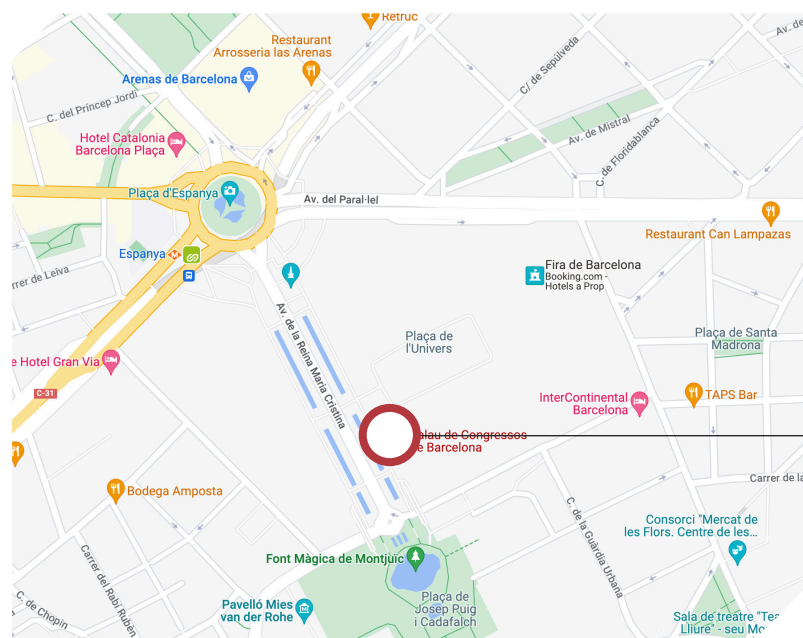 Retruc
Restaurant
Arrosseria las Arenas
Av. de
C/ de Sepúlveda
Arenas de Barcelona
C. del Príncep Jordi
Av. de Mistral
C. de Floridablanca
Hotel Catalonia
Barcelona Plaça
Plaça d'Espanya
Av. del Paral·lel
Restaurant Can Lampazas
Espanya
M
rrer de Leiva
Fira de Barcelona
Booking.com -
Hotels a Prop
Av. de la Reina Maria Cristina
Plaça de
l'Univers
Plaça de Santa
Madrona
e Hotel Gran Via
C-31
InterContinental
Barcelona
TAPS Bar
alau de Congressos
e Barcelona
Carrer de la
Bodega Amposta
C. de la Guàrdia Urbana
Consorci "Mercat de
les Flors. Centre de les...
Font Màgica de Montjuïc
Carrer del Rabí Rubèn
C. de Chopin
Pavelló Mies
van der Rohe
Plaça de
Josep Puig
i Cadafalch
Sala de treatre "Tea
Lliure" - seu Mo